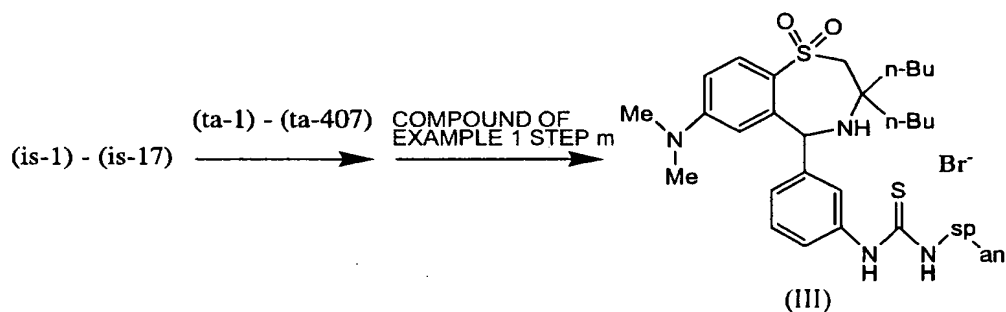 (is-1) - (is-17)
(ta-1) - (ta-407)
COMPOUND OF
EXAMPLE 1 STEP m
O O
S
n-Bu
n-Bu
NH
Me
N
Me
Br-
S
N
H
N
H
sp
an
(III)